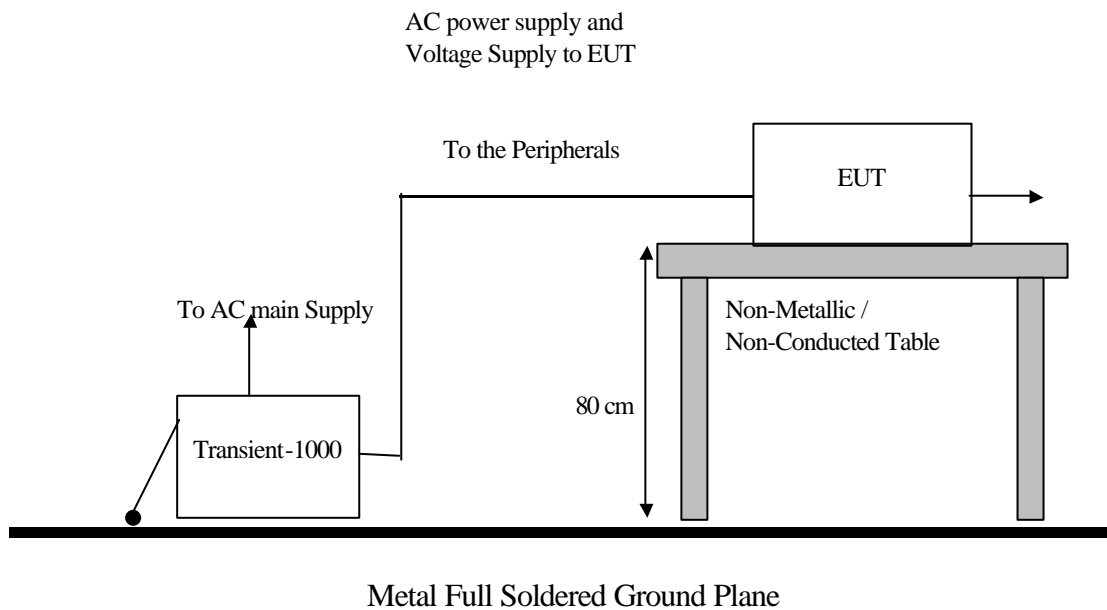 AC power supply and
Voltage Supply to EUT
To the Peripherals
EUT
To AC main Supply
Non-Metallic /
Non-Conducted Table
80 cm
Transient-1000
Metal Full Soldered Ground Plane